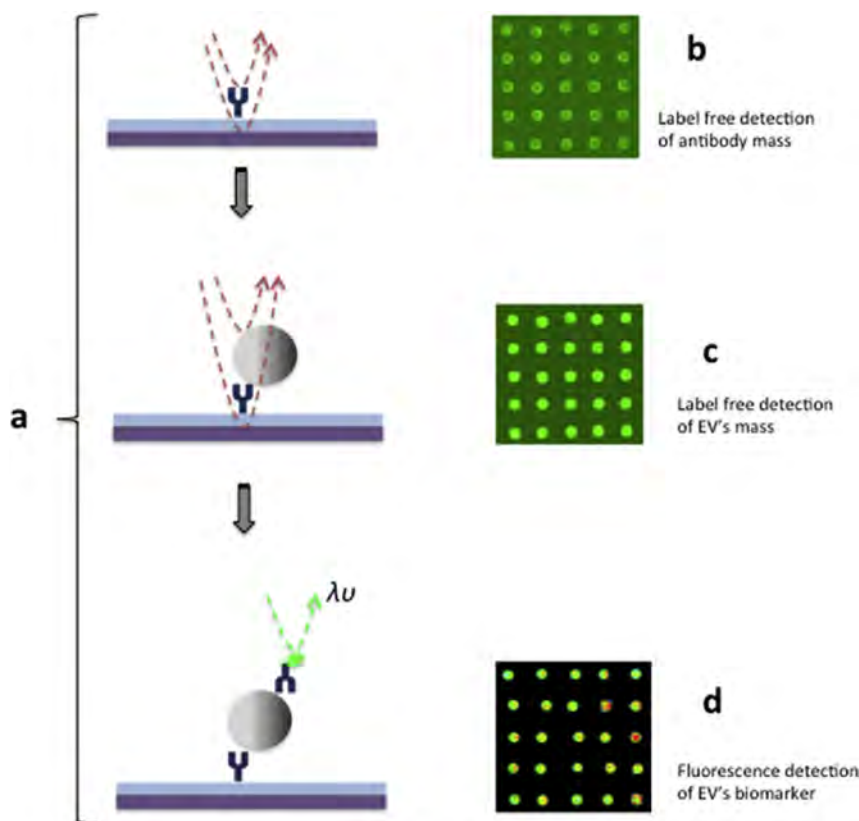 a
b
Label free detection
of antibody mass
c
Label free detection
of EV's mass
λυ
d
Fluorescence detection
of EV's biomarker